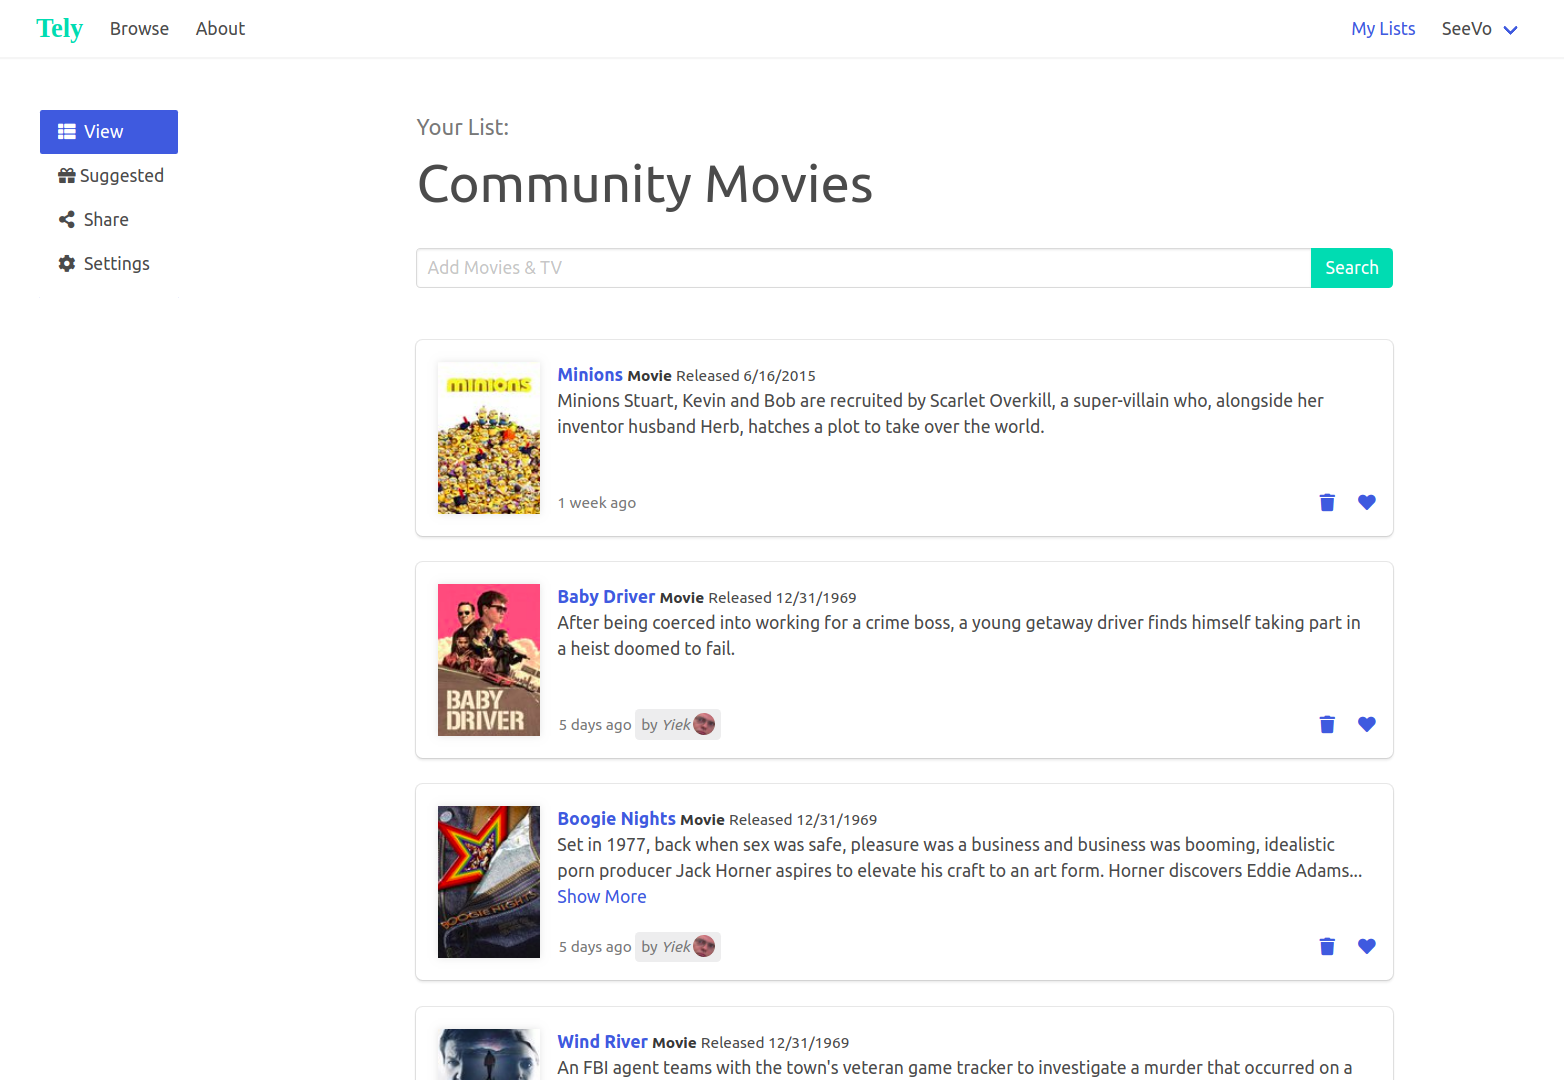 Tely Browse About My Lists SeeVo
View
Suggested
Share
Settings
Your List:
Community Movies
Add Movies & TV Search
minions
Minions Movie Released 6/16/2015
Minions Stuart, Kevin and Bob are recruited by Scarlet Overkill, a super-villain who, alongside her
inventor husband Herb, hatches a plot to take over the world.
1 week ago
BABY
DRIVER
Baby Driver Movie Released 12/31/1969
After being coerced into working for a crime boss, a young getaway driver finds himself taking part in
a heist doomed to fail.
5 days ago by Yiek
BOOGIE NIGHTS
Boogie Nights Movie Released 12/31/1969
Set in 1977, back when sex was safe, pleasure was a business and business was booming, idealistic
porn producer Jack Horner aspires to elevate his craft to an art form. Horner discovers Eddie Adams...
Show More
5 days ago by Yiek
Wind River Movie Released 12/31/1969
An FBI agent teams with the town's veteran game tracker to investigate a murder that occurred on a